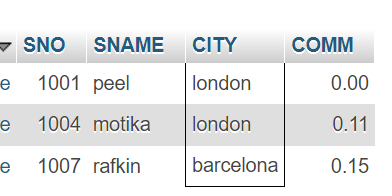 SNO SNAME CITY COMM
e 1001 peel london 0.00
e 1004 motika london 0.11
e 1007 rafkin barcelona 0.15